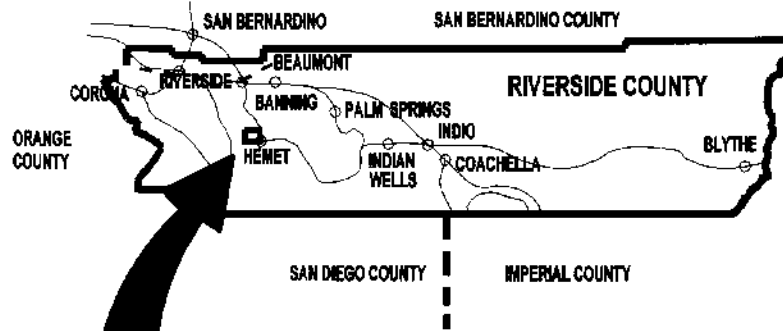 SAN BERNARDINO
SAN BERNARDINO COUNTY
BEAUMONT
RIVERSIDE
RIVERSIDE COUNTY
CORONA
BANNING
PALM SPRINGS
ORANGE
COUNTY
INDIO
BLYTHE
HEMET
INDIAN
WELLS
COACHELLA
SAN DIEGO COUNTY
IMPERIAL COUNTY